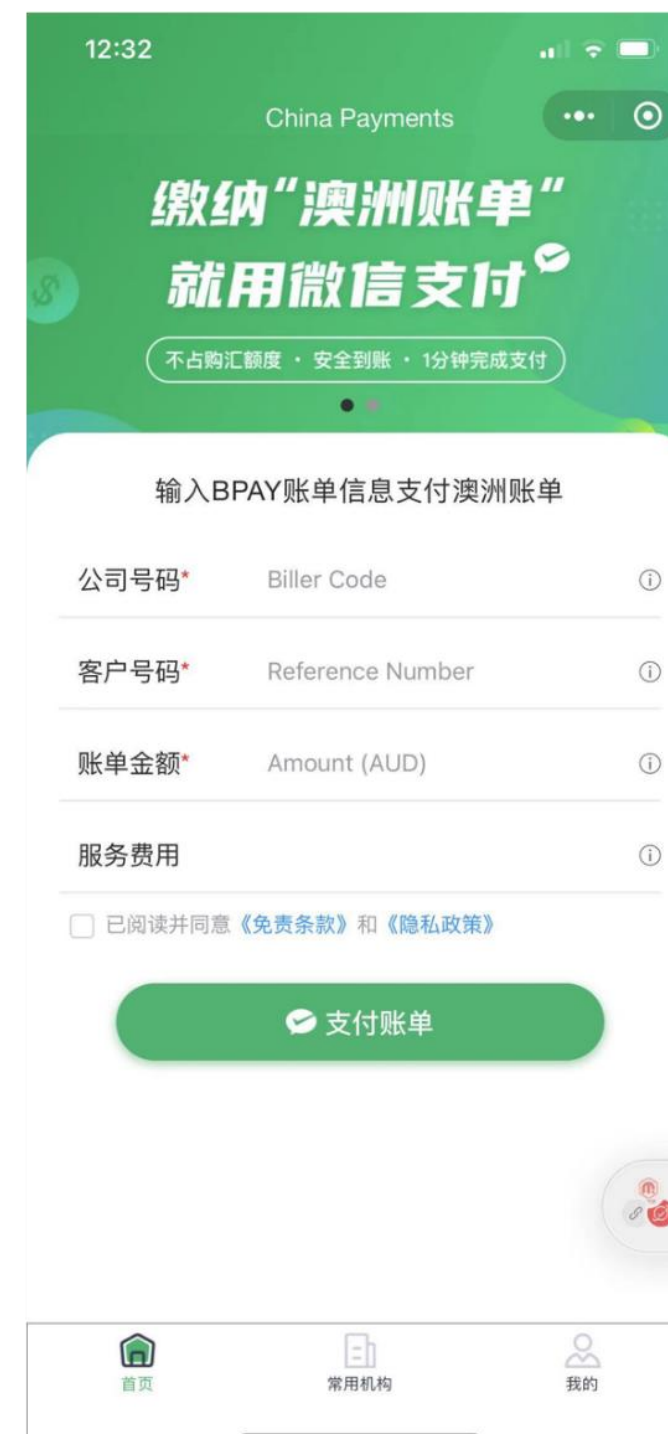 12:32
China Payments
缴纳“澳洲账单”
就用微信支付
不占购汇额度 · 安全到账 · 1分钟完成支付
输入BPAY账单信息支付澳洲账单
公司号码* Biller Code
客户号码* Reference Number
账单金额* Amount (AUD)
服务费用
已阅读并同意《免责条款》和《隐私政策》
支付账单
首页 常用机构 我的